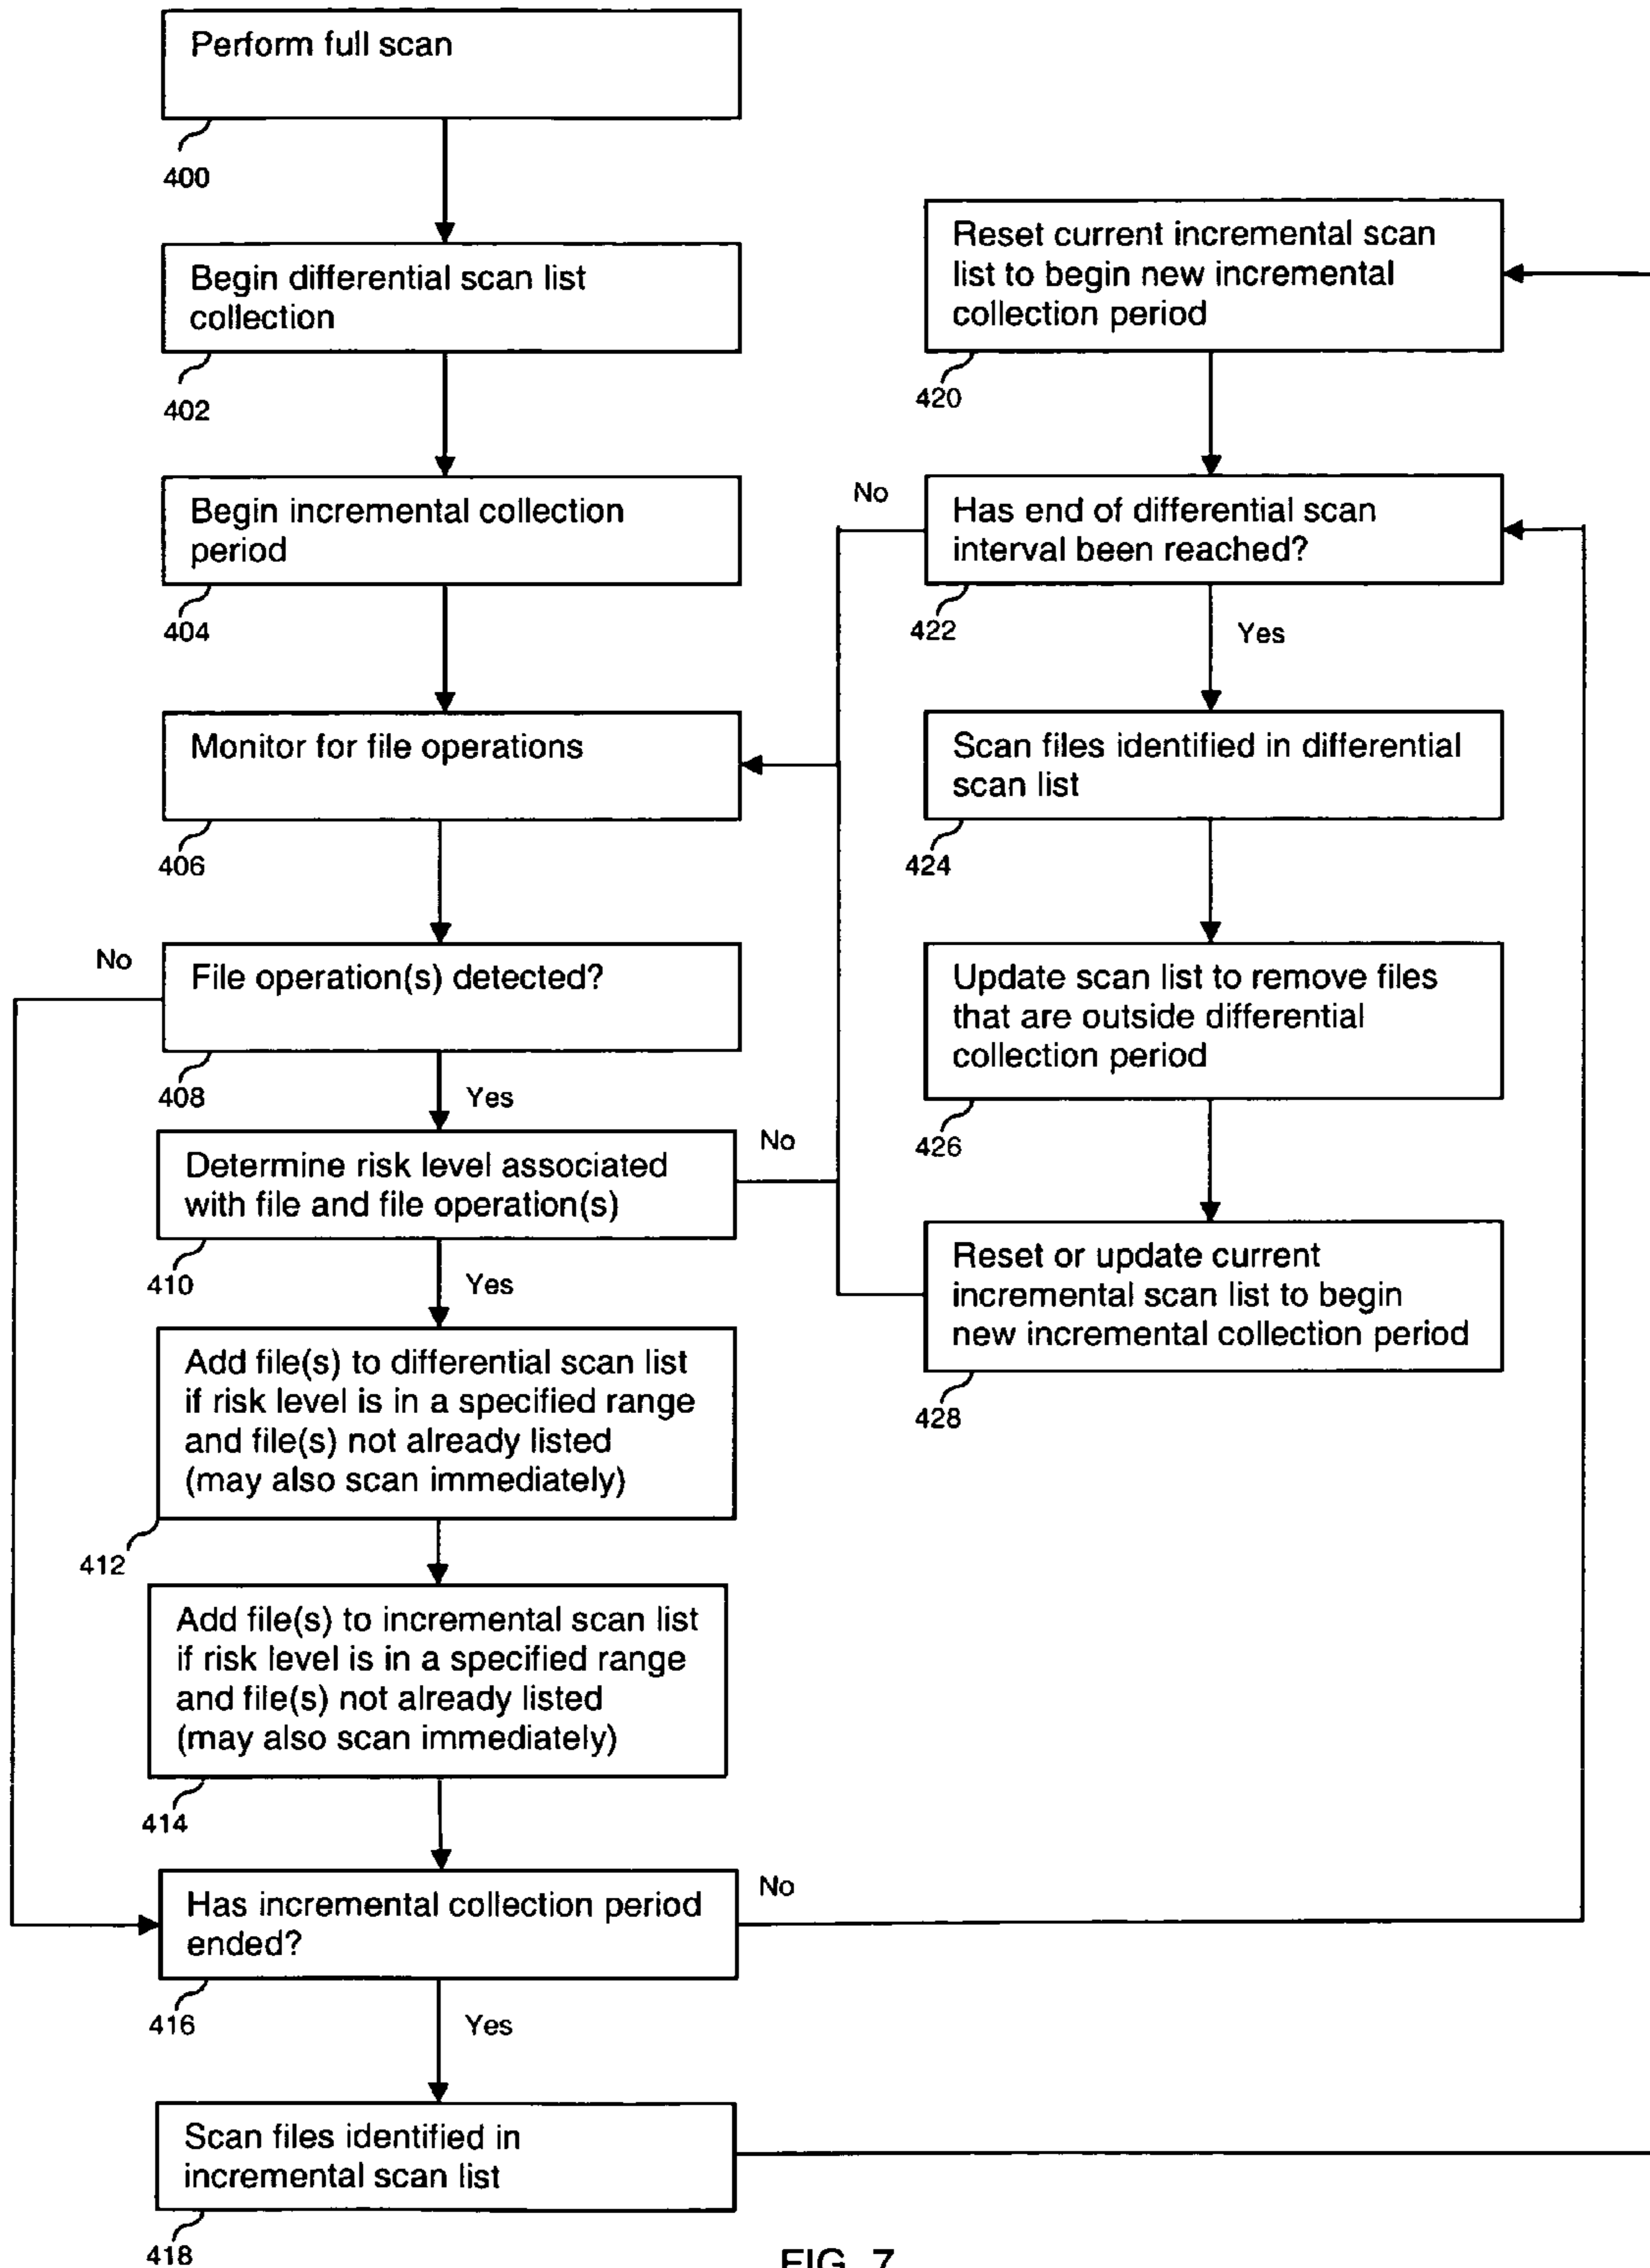 Perform full scan
400
Begin differential scan list
collection
402
Begin incremental collection
period
404
Monitor for file operations
406
No
File operation(s) detected?
408
Yes
No
Determine risk level associated
with file and file operation(s)
410
Yes
Add file(s) to differential scan list
if risk level is in a specified range
and file(s) not already listed
(may also scan immediately)
412
Add file(s) to incremental scan list
if risk level is in a specified range
and file(s) not already listed
(may also scan immediately)
414
Has incremental collection period
ended?
No
416
Yes
Scan files identified in
incremental scan list
418
Reset current incremental scan
list to begin new incremental
collection period
420
No
Has end of differential scan
interval been reached?
422
Yes
Scan files identified in differential
scan list
424
Update scan list to remove files
that are outside differential
collection period
426
Reset or update current
incremental scan list to begin
new incremental collection period
428
FIG. 7